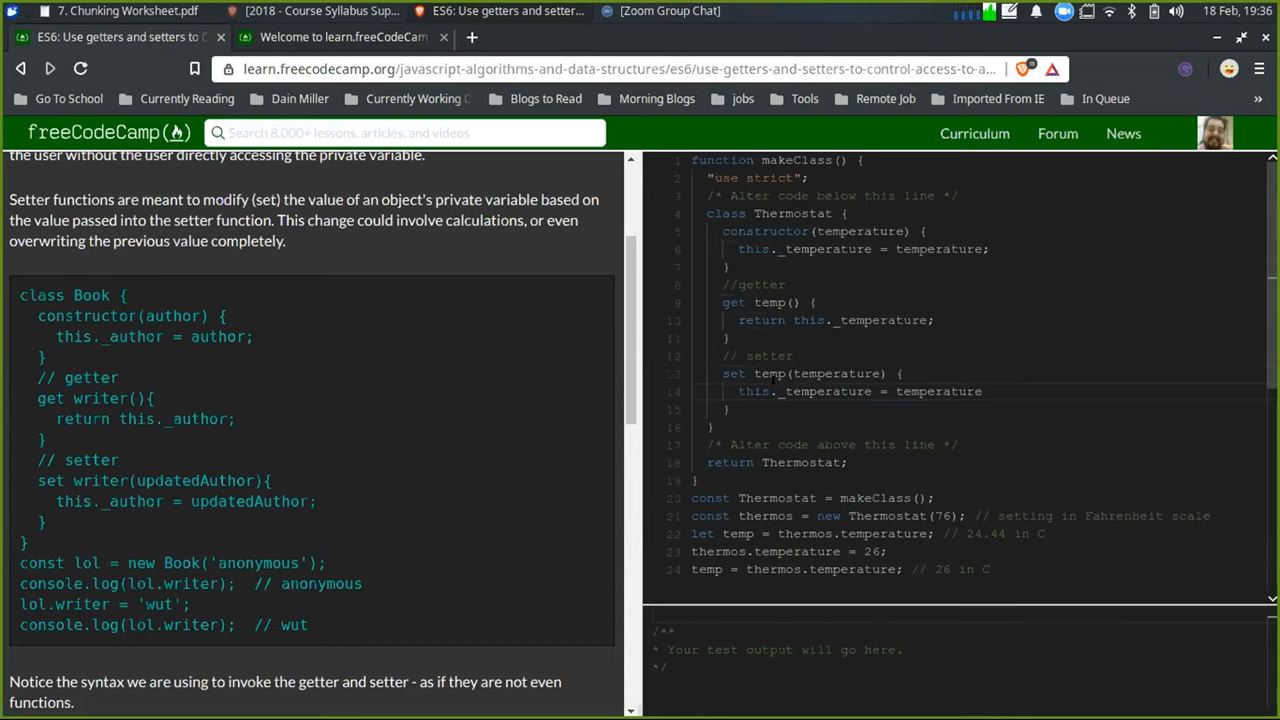 7. Chunking Worksheet.pdf
[2018 - Course Syllabus Sup...
ES6: Use getters and setter...
[Zoom Group Chat]
18 Feb, 19:36
ES6: Use getters and setters to C
Welcome to learn.freeCodeCam
learn.freecodecamp.org/javascript-algorithms-and-data-structures/es6/use-getters-and-setters-to-control-access-to-a...
18
Go To School
Currently Reading
Dain Miller
Currently Working C
Blogs to Read
Morning Blogs
jobs
Tools
Remote Job
Imported From IE
In Queue
»
freeCodeCamp
Search 8,000+ lessons, articles, and videos
Curriculum
Forum
News
the user without the user directly accessing the private variable.
Setter functions are meant to modify (set) the value of an object's private variable based on
the value passed into the setter function. This change could involve calculations, or even
overwriting the previous value completely.
class Book {
constructor(author) {
this._author = author;
}
// getter
get writer(){
return this._author;
}
// setter
set writer(updatedAuthor){
this._author = updatedAuthor;
}
}
const lol = new Book('anonymous');
console.log(lol.writer);  // anonymous
lol.writer = 'wut';
console.log(lol.writer);  // wut
Notice the syntax we are using to invoke the getter and setter - as if they are not even
functions.
1 function makeClass() {
2 "use strict";
3 /* Alter code below this line */
4 class Thermostat {
5 constructor(temperature) {
6 this._temperature = temperature;
7 }
8 //getter
9 get temp() {
10 return this._temperature;
11 }
12 // setter
13 set temp(temperature) {
14 this._temperature = temperature
15 }
16 }
17 /* Alter code above this line */
18 return Thermostat;
19 }
20 const Thermostat = makeClass();
21 const thermos = new Thermostat(76); // setting in Fahrenheit scale
22 let temp = thermos.temperature; // 24.44 in C
23 thermos.temperature = 26;
24 temp = thermos.temperature; // 26 in C
/**
* Your test output will go here.
*/